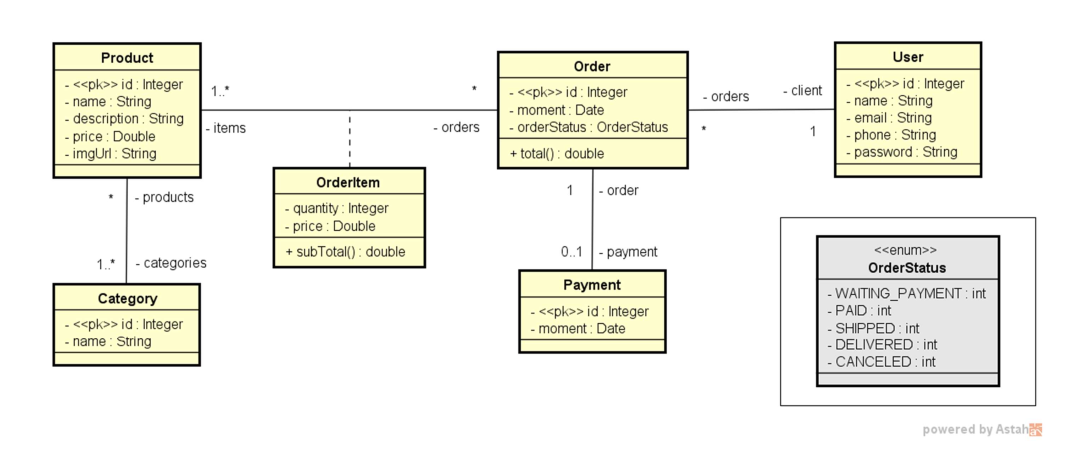 Product
- <<pk>> id : Integer
- name : String
- description : String
- price : Double
- imgUrl : String
1..*
- items
*
- orders
Order
- <<pk>> id : Integer
- moment : Date
- orderStatus : OrderStatus
+ total() : double
- orders
*
- client
1
User
- <<pk>> id : Integer
- name : String
- email : String
- phone : String
- password : String
OrderItem
- quantity : Integer
- price : Double
+ subTotal() : double
* - products
1..* - categories
Category
- <<pk>> id : Integer
- name : String
1 - order
0..1 - payment
Payment
- <<pk>> id : Integer
- moment : Date
<<enum>>
OrderStatus
- WAITING_PAYMENT : int
- PAID : int
- SHIPPED : int
- DELIVERED : int
- CANCELED : int
powered by Astah